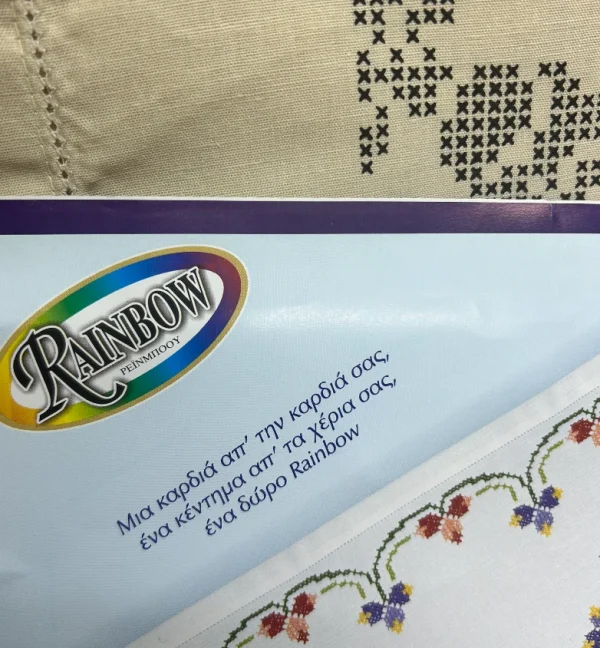 RAINBOW
ΡΕΪΝΜΠΟΟΥ
Μια καρδιά απ' την καρδιά σας,
ένα κέντημα απ' τα χέρια σας,
ένα δώρο Rainbow